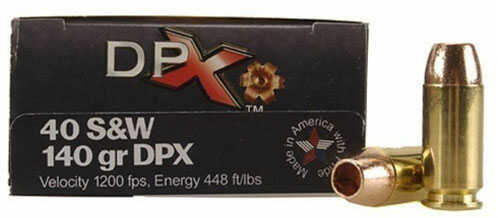 DPX
TM
40 S&W
140 gr DPX
Velocity 1200 fps, Energy 448 ft/lbs
Made in America with Pride